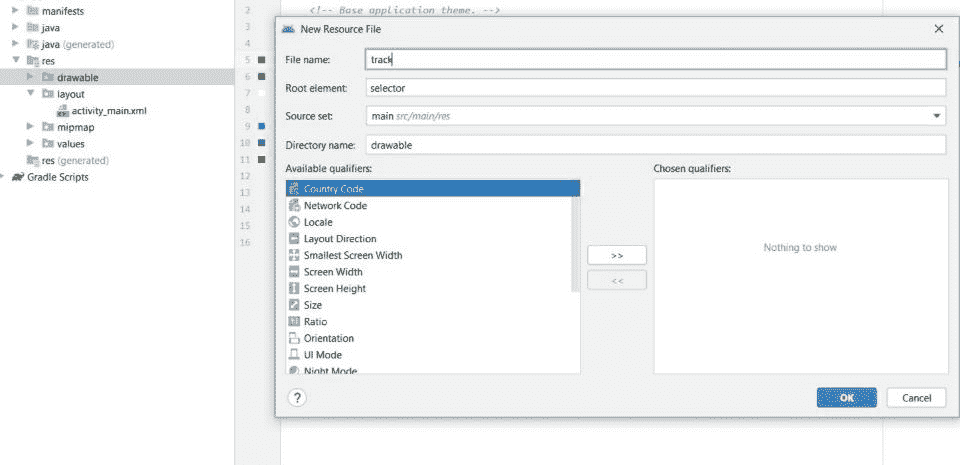 manifests
java
java (generated)
res
drawable
layout
activity_main.xml
mipmap
values
res (generated)
Gradle Scripts
2
3
4
5
6
7
8
9
10
11
12
13
14
15
16
<!-- Base application theme. -->
New Resource File
File name: track
Root element: selector
Source set: main src/main/res
Directory name: drawable
Available qualifiers:
Country Code
Network Code
Locale
Layout Direction
Smallest Screen Width
Screen Width
Screen Height
Size
Ratio
Orientation
UI Mode
Night Mode
>>
<<
Chosen qualifiers:
Nothing to show
?
OK Cancel